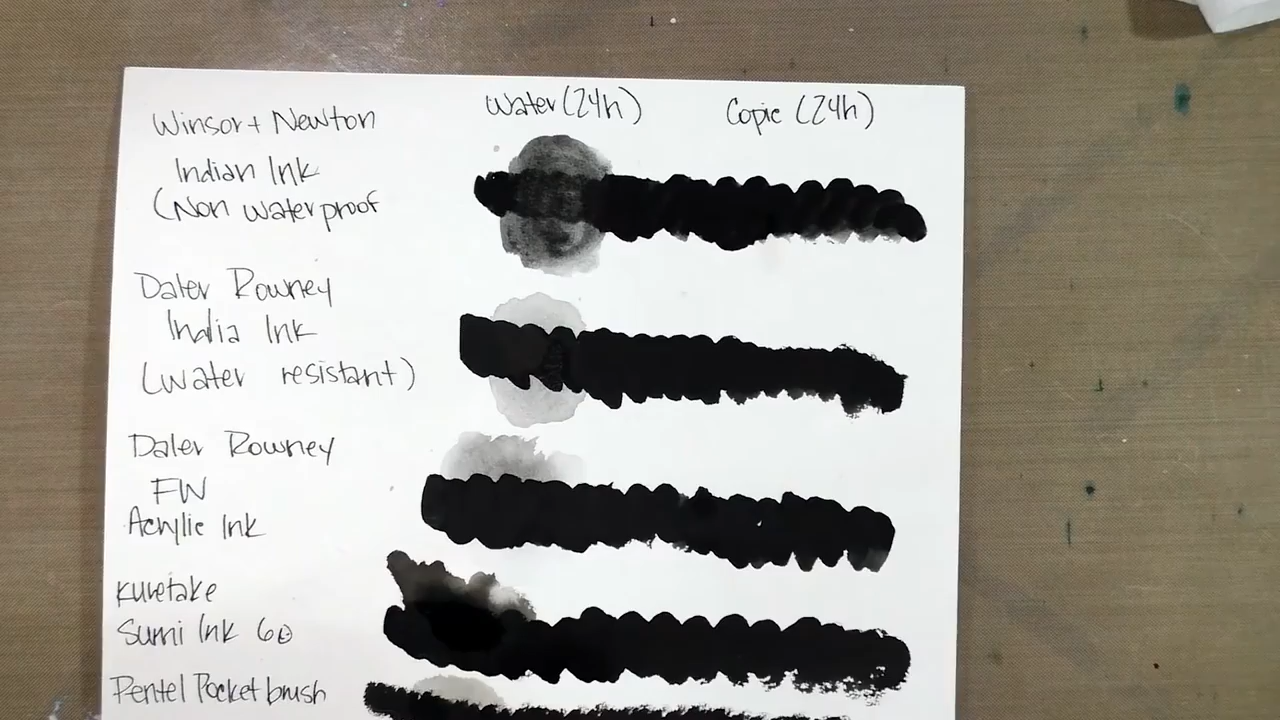 Water (24h)
Copic (24h)
Winsor + Newton
Indian Ink
(Non waterproof
Daler Rowney
India Ink
(water resistant)
Daler Rowney
FW
Acrylic Ink
Kuretake
Sumi Ink 60
Pentel Pocket brush